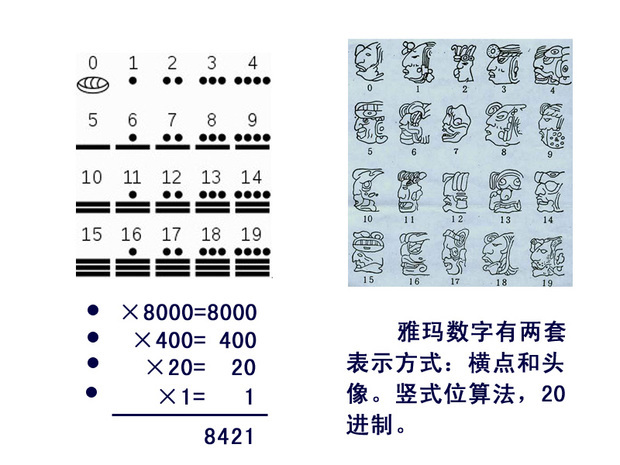 0 1 2 3 4
5 6 7 8 9
10 11 12 13 14
15 16 17 18 19
×8000=8000
×400= 400
×20= 20
×1= 1
8421
0 1 2 3 4
5 6 7 8 9
10 11 12 13 14
15 16 17 18 19
雅玛数字有两套
表示方式：横点和头
像。竖式位算法，20
进制。